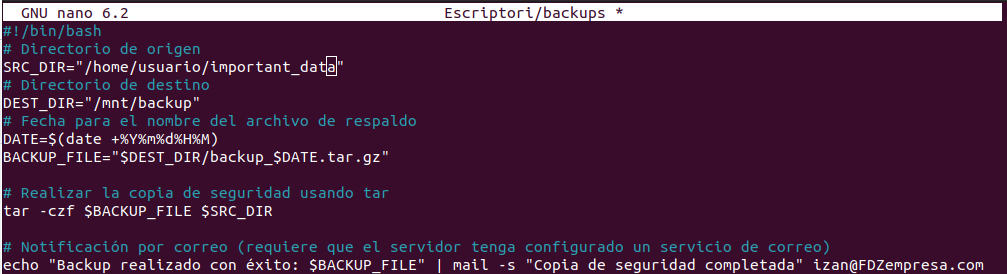 GNU nano 6.2 Escriptori/backups *
#!/bin/bash
# Directorio de origen
SRC_DIR="/home/usuario/important_data"
# Directorio de destino
DEST_DIR="/mnt/backup"
# Fecha para el nombre del archivo de respaldo
DATE=$(date +%Y%m%d%H%M)
BACKUP_FILE="$DEST_DIR/backup_$DATE.tar.gz"
# Realizar la copia de seguridad usando tar
tar -czf $BACKUP_FILE $SRC_DIR
# Notificación por correo (requiere que el servidor tenga configurado un servicio de correo)
echo "Backup realizado con éxito: $BACKUP_FILE" | mail -s "Copia de seguridad completada" izan@FDZempresa.com